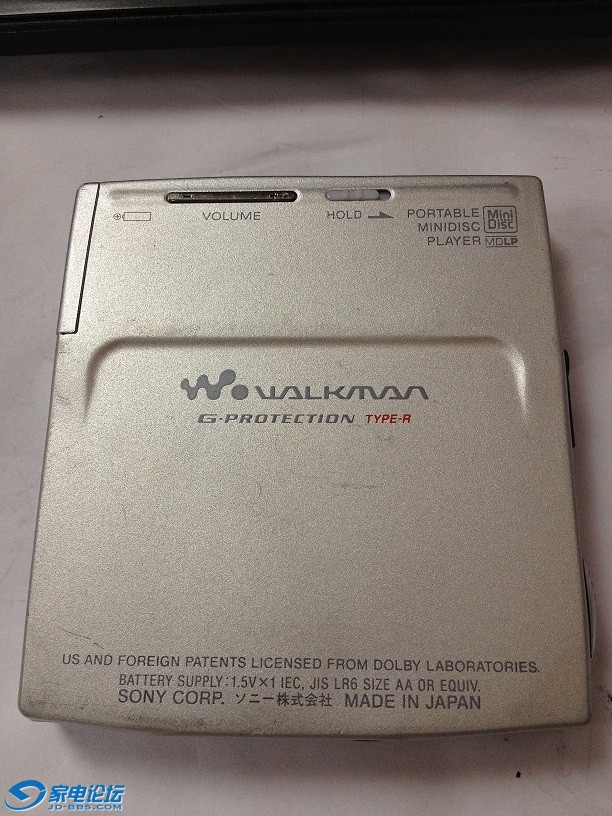 VOLUME
HOLD
PORTABLE
MINIDISC
PLAYER
Mini
Disc
MDLP
WALKMAN
G-PROTECTION TYPE-R
US AND FOREIGN PATENTS LICENSED FROM DOLBY LABORATORIES.
BATTERY SUPPLY:1.5V×1 IEC, JIS LR6 SIZE AA OR EQUIV.
SONY CORP. ソニー株式会社 MADE IN JAPAN
家电论坛
JD-BBS.COM